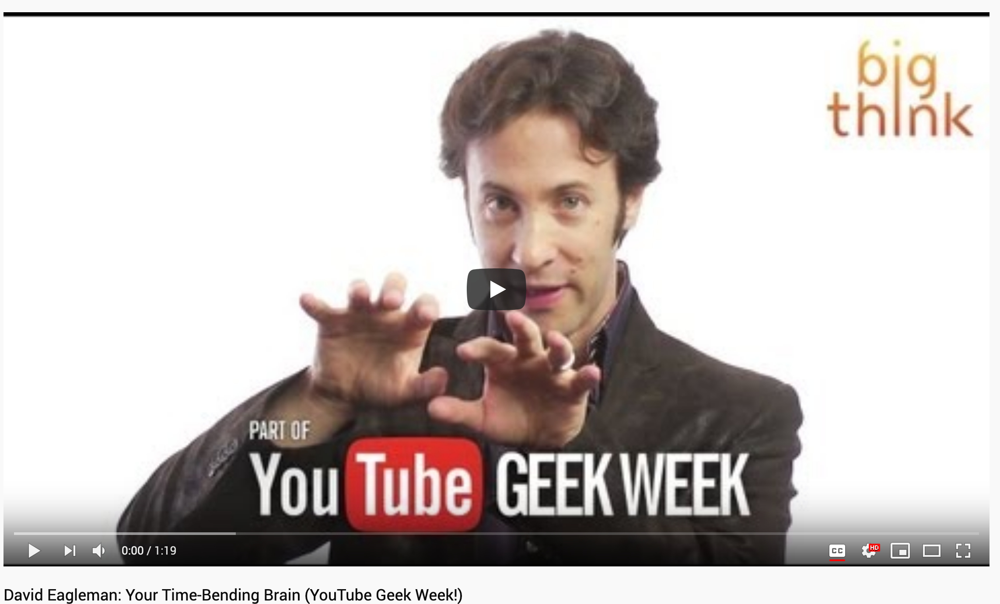 big
think
PART OF
YouTube GEEK WEEK
0:00 / 1:19
CC
HD
David Eagleman: Your Time-Bending Brain (YouTube Geek Week!)